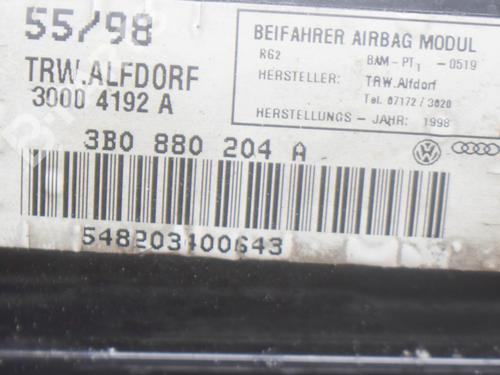 55/98
TRW.ALFDORF
3000 4192 A
BEIFAHRER AIRBAG MODUL
R62 BAM-PT1-0519
HERSTELLER: TRW.Alfdorf
Tel. 07172/3020
HERSTELLUNGS-JAHR: 1998
3B0 880 204 A
548203400643